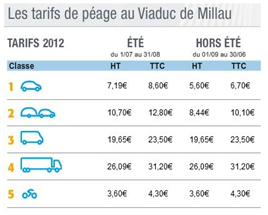 Les tarifs de péage au Viaduc de Millau
TARIFS 2012 ÉTÉ HORS ÉTÉ
du 1/07 au 31/08 du 01/09 au 30/06
Classe HT TTC HT TTC
1 7,19€ 8,60€ 5,60€ 6,70€
2 10,70€ 12,80€ 8,44€ 10,10€
3 19,65€ 23,50€ 19,65€ 23,50€
4 26,09€ 31,20€ 26,09€ 31,20€
5 3,60€ 4,30€ 3,60€ 4,30€